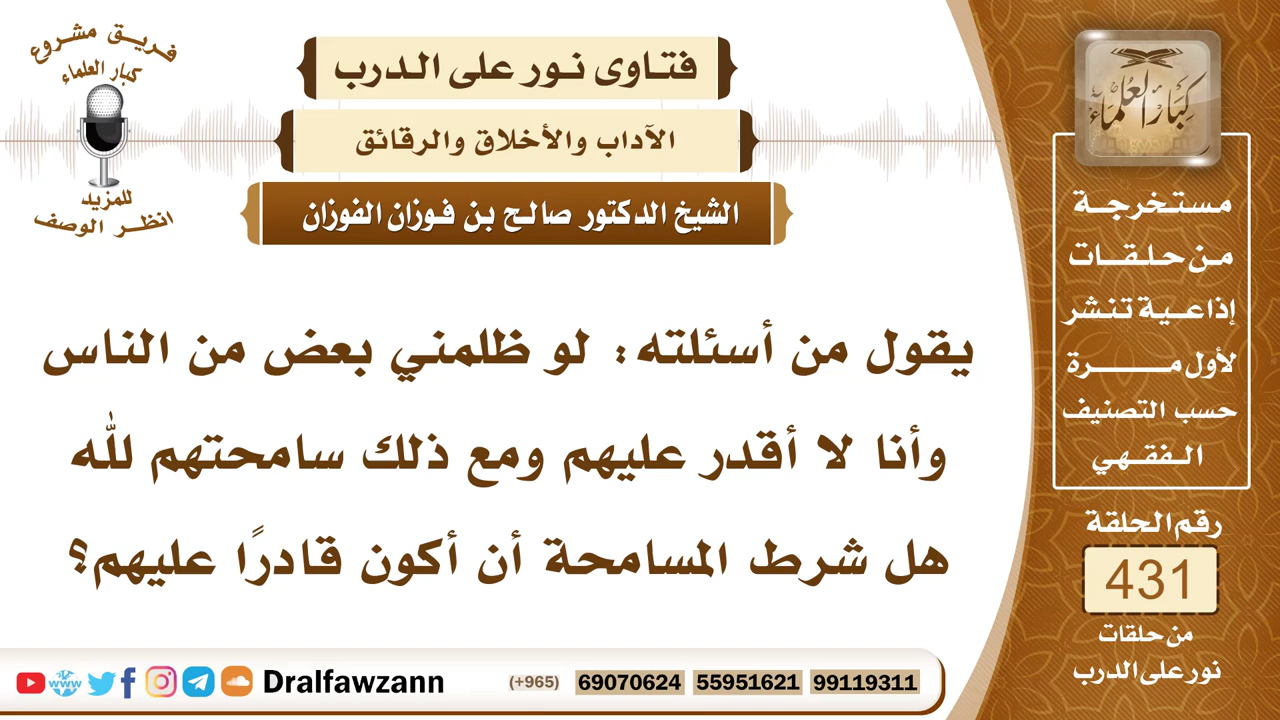 فريق مشروع
كبار العلماء
للمزيد
انظر الوصف
فتاوى نور على الدرب
الآداب والأخلاق والرقائق
الشيخ الدكتور صالح بن فوزان الفوزان
يقول من أسئلته: لو ظلمني بعض من الناس
وأنا لا أقدر عليهم ومع ذلك سامحتهم لله
هل شرط المسامحة أن أكون قادرًا عليهم؟
كبار العلماء
مستخرجة
من حلقات
إذاعية تنشر
لأول مرة
حسب التصنيف
الفقهي
رقم الحلقة
431
من حلقات
نور على الدرب
www
Dralfawzann (+965) 69070624 55951621 99119311